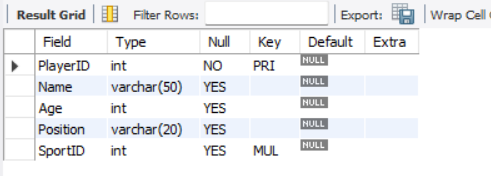 Result Grid Filter Rows: Export: Wrap Cell
Field Type Null Key Default Extra
PlayerID int NO PRI NULL
Name varchar(50) YES NULL
Age int YES NULL
Position varchar(20) YES NULL
SportID int YES MUL NULL